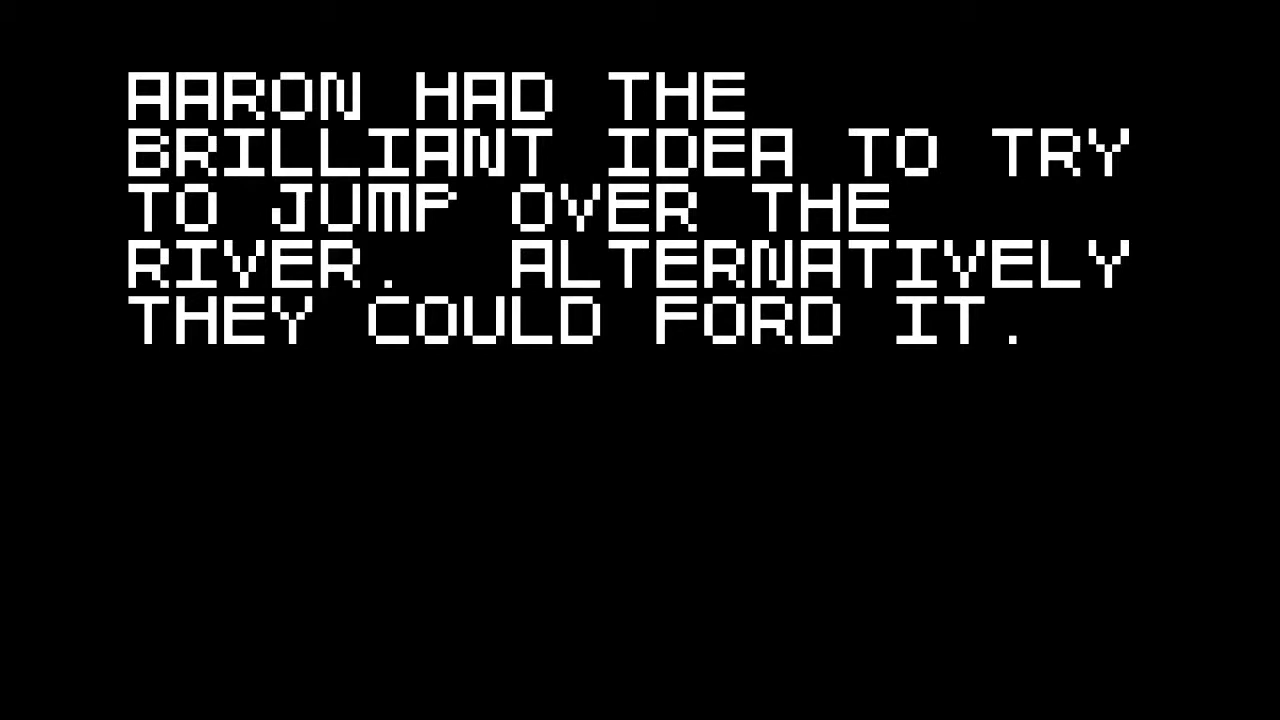 AARON HAD THE
BRILLIANT IDEA TO TRY
TO JUMP OVER THE
RIVER.  ALTERNATIVELY
THEY COULD FORD IT.